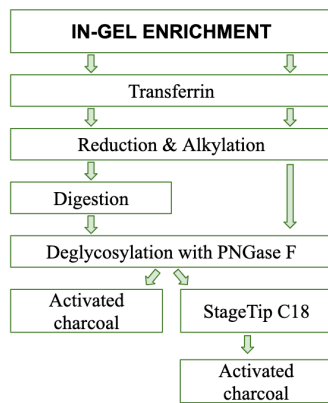 IN-GEL ENRICHMENT
Transferrin
Reduction & Alkylation
Digestion
Deglycosylation with PNGase F
Activated
charcoal
StageTip C18
Activated
charcoal